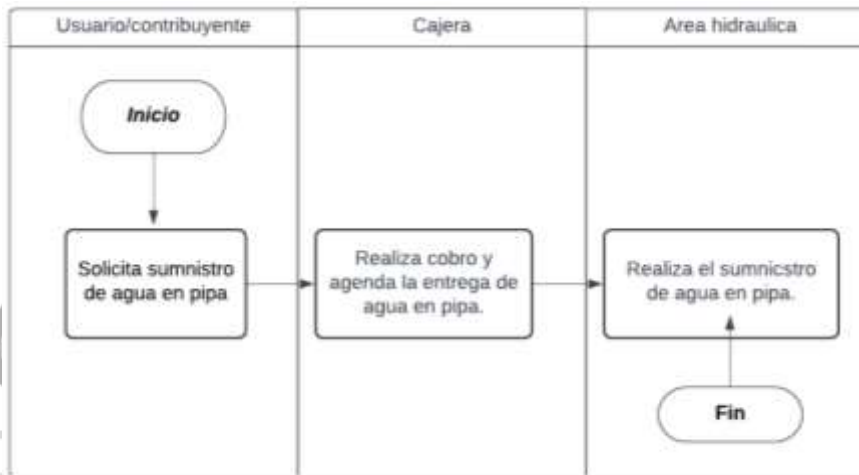 Usuario/contribuyente
Cajera
Area hidraulica
Inicio
Solicita sumnistro
de agua en pipa
Realiza cobro y
agenda la entrega de
agua en pipa.
Realiza el sumnicstro
de agua en pipa.
Fin